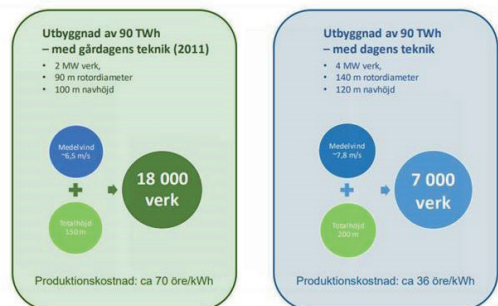 Utbyggnad av 90 TWh
– med gårdagens teknik (2011)
• 2 MW verk,
• 90 m rotordiameter
• 100 m navhöjd
Medelvind
~6,5 m/s
+
Totalhöjd
150 m
18 000
verk
Produktionskostnad: ca 70 öre/kWh
Utbyggnad av 90 TWh
– med dagens teknik
• 4 MW verk,
• 140 m rotordiameter
• 120 m navhöjd
Medelvind
~7,8 m/s
+
Totalhöjd
200 m
7 000
verk
Produktionskostnad: ca 36 öre/kWh